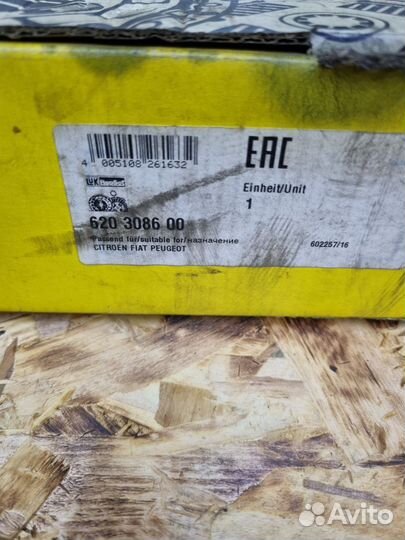 4 005108 261632
EAC
LuK
Einheit/Unit
1
620 3086 00
Passend für/suitable for/назначение
CITROEN FIAT PEUGEOT
602257/16
Avito